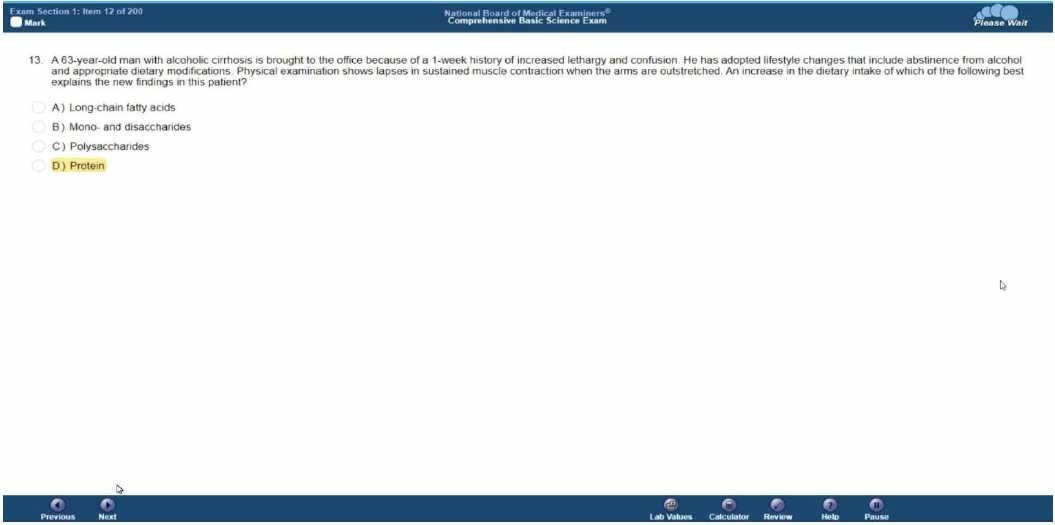 Exam Section 1: Item 12 of 200
Mark
National Board of Medical Examiners®
Comprehensive Basic Science Exam
Please Wait
13. A 63-year-old man with alcoholic cirrhosis is brought to the office because of a 1-week history of increased lethargy and confusion. He has adopted lifestyle changes that include abstinence from alcohol
and appropriate dietary modifications. Physical examination shows lapses in sustained muscle contraction when the arms are outstretched. An increase in the dietary intake of which of the following best
explains the new findings in this patient?
A) Long-chain fatty acids
B) Mono- and disaccharides
C) Polysaccharides
D) Protein
Previous Next Lab Values Calculator Review Help Pause